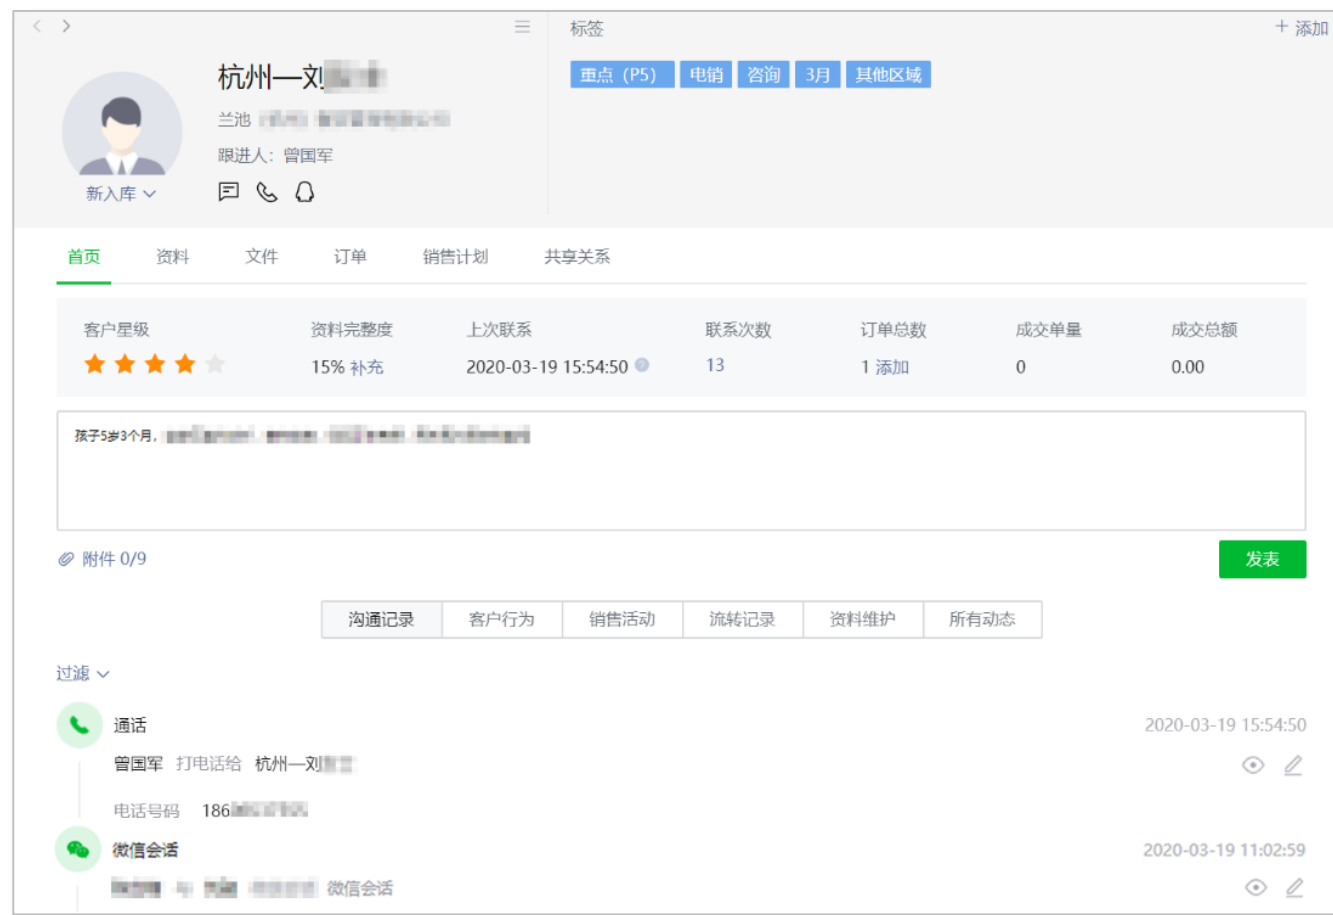 标签
+ 添加
杭州—刘
重点（P5） 电销 咨询 3月 其他区域
兰池
跟进人：曾国军
新入库
首页 资料 文件 订单 销售计划 共享关系
客户星级 资料完整度 上次联系 联系次数 订单总数 成交单量 成交总额
15% 补充 2020-03-19 15:54:50 13 1 添加 0 0.00
孩子5岁3个月,
附件 0/9
发表
沟通记录 客户行为 销售活动 流转记录 资料维护 所有动态
过滤
通话 2020-03-19 15:54:50
曾国军 打电话给 杭州—刘
电话号码 186
微信会话 2020-03-19 11:02:59
微信会话